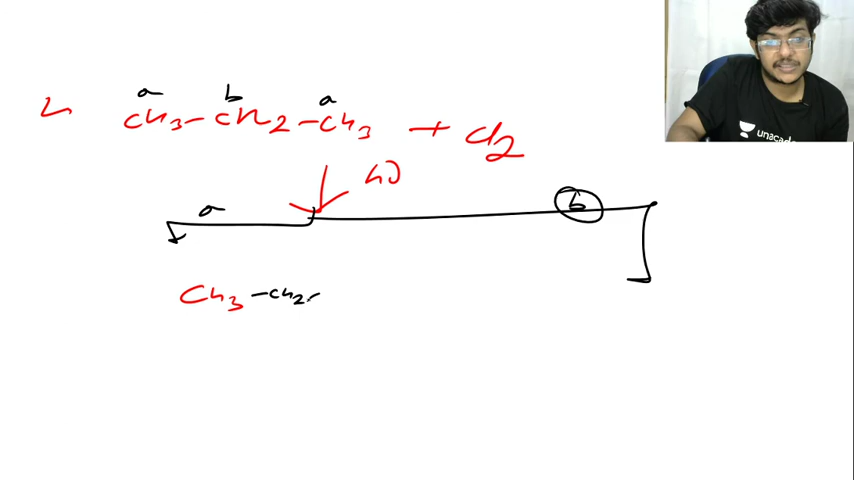 a b a
CH3-CH2-CH3 + Cl2
hν
a b
CH3-CH2
unacad